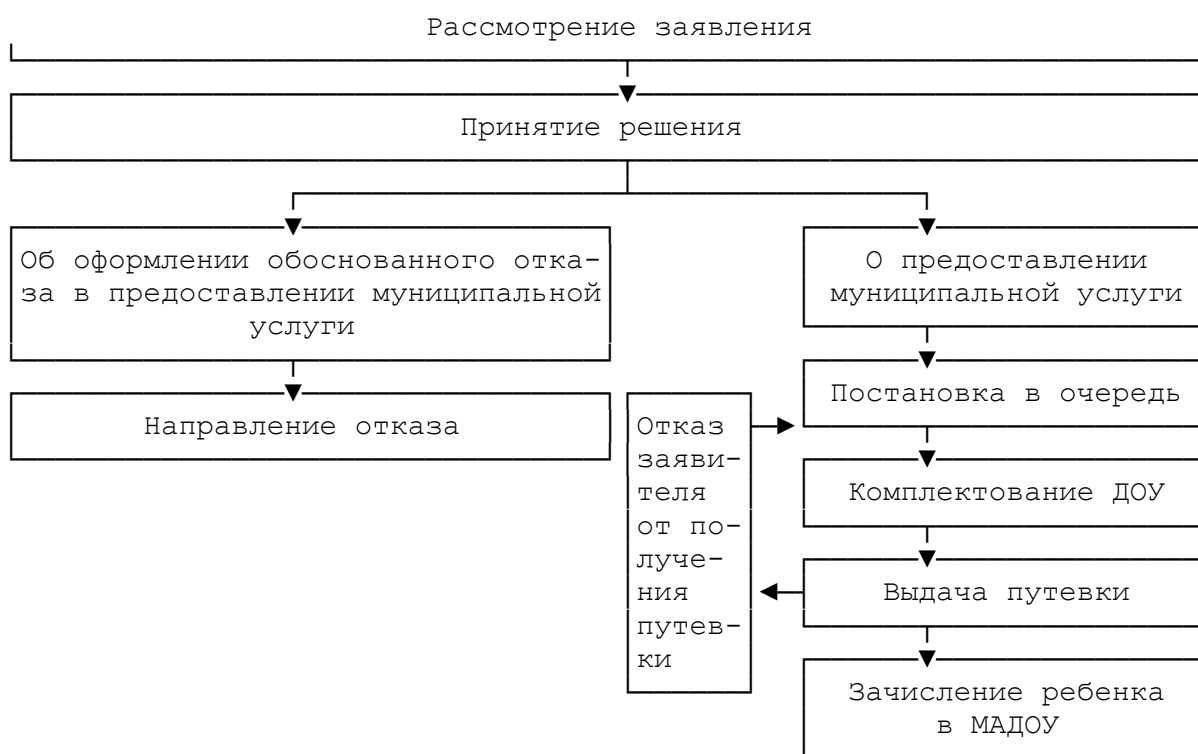 Рассмотрение заявления
Принятие решения
Об оформлении обоснованного отка-
за в предоставлении муниципальной
услуги
Направление отказа
О предоставлении
муниципальной услуги
Постановка в очередь
Комплектование ДОУ
Выдача путевки
Отказ
заяви-
теля
от по-
луче-
ния
путев-
ки
Зачисление ребенка
в МАДОУ